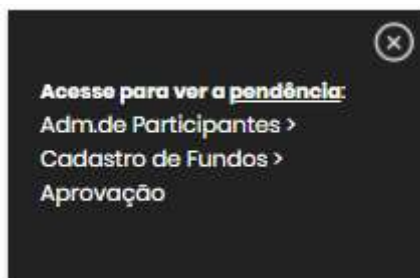 Acesse para ver a pendência:
Adm.de Participantes >
Cadastro de Fundos >
Aprovação